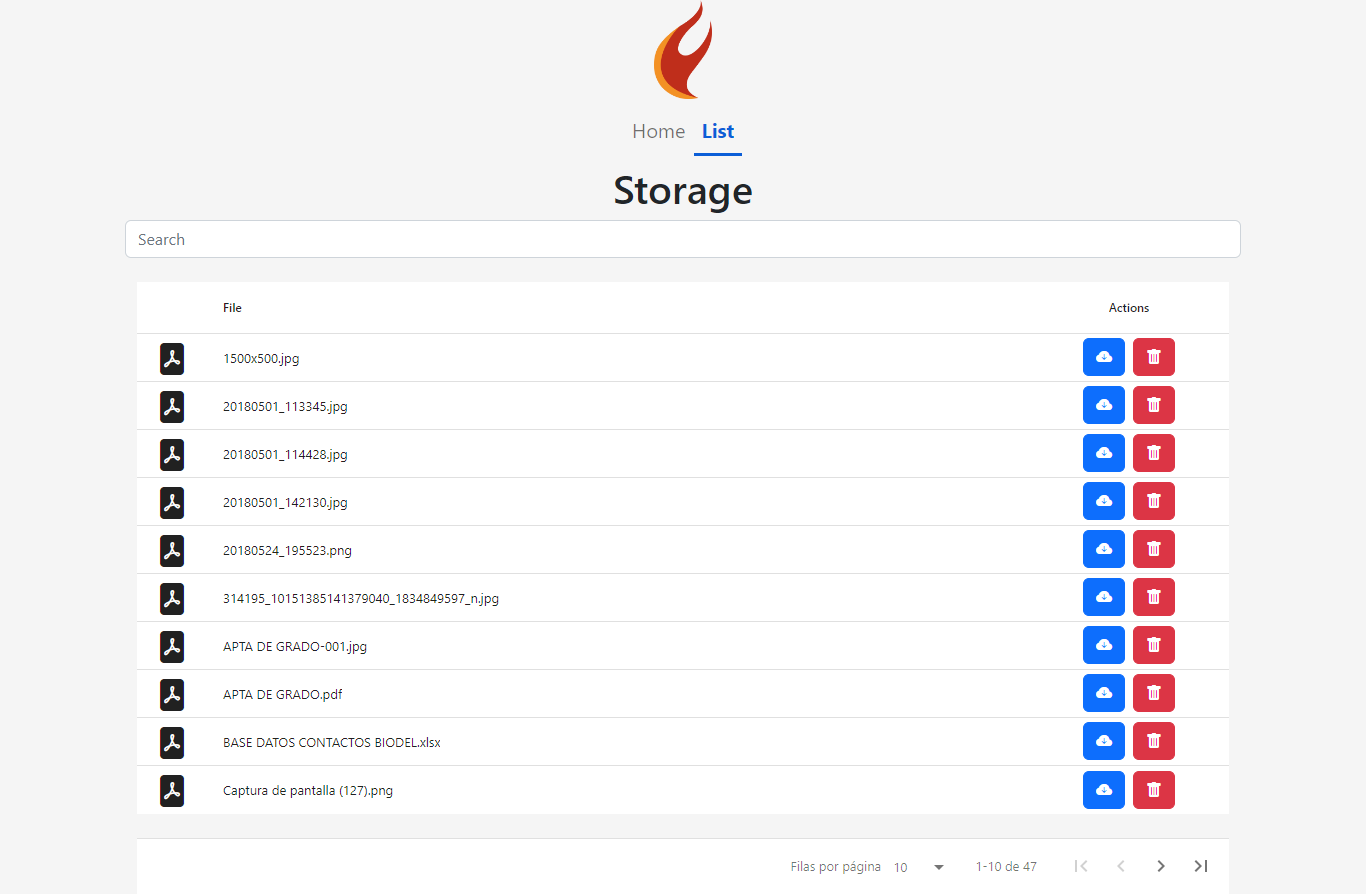 Home List
Storage
Search
File Actions
1500x500.jpg
20180501_113345.jpg
20180501_114428.jpg
20180501_142130.jpg
20180524_195523.png
314195_10151385141379040_1834849597_n.jpg
APTA DE GRADO-001.jpg
APTA DE GRADO.pdf
BASE DATOS CONTACTOS BIODEL.xlsx
Captura de pantalla (127).png
Filas por página 10 1-10 de 47